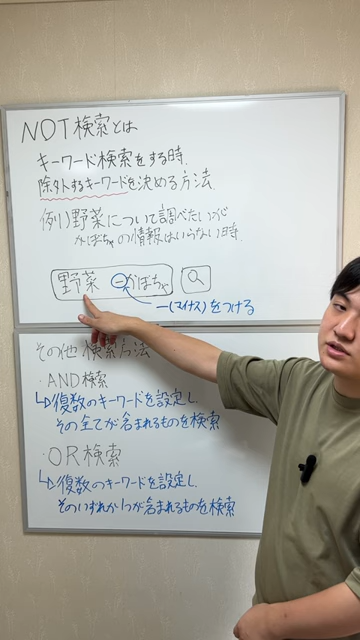 NOT検索とは
キーワード検索をする時、
除外するキーワードを決める方法
例)野菜について調べたいが
かぼちゃの情報はいらない時
野菜 -かぼちゃ
-(マイナス)をつける
その他検索方法
・AND検索
↳複数のキーワードを設定し、
その全てが含まれるものを検索
・OR検索
↳複数のキーワードを設定し、
そのいずれか1つが含まれるものを検索